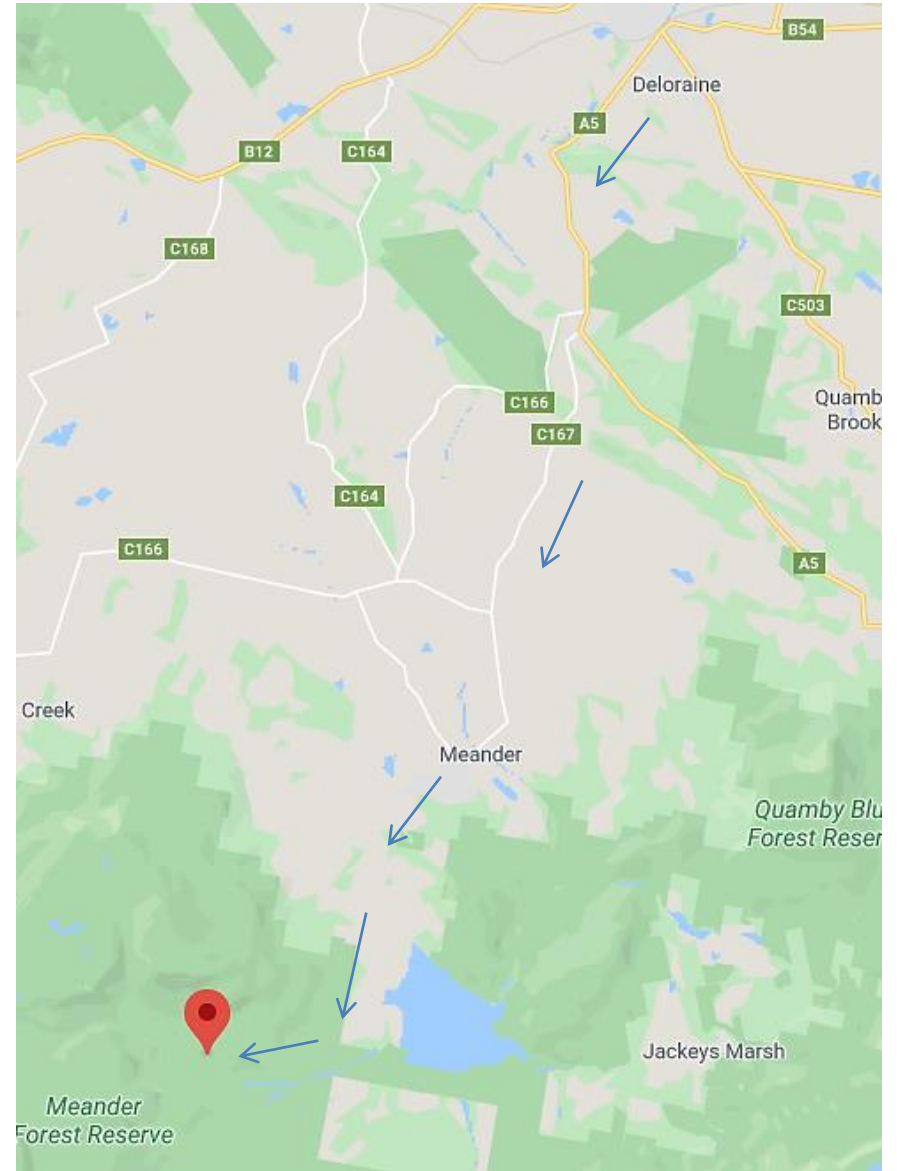 B54
Deloraine
A5
B12
C164
C168
C503
Quamb
Brook
C166
C167
C164
C166
A5
Creek
Meander
Quamby Blu
Forest Reser
Jackeys Marsh
Meander
Forest Reserve